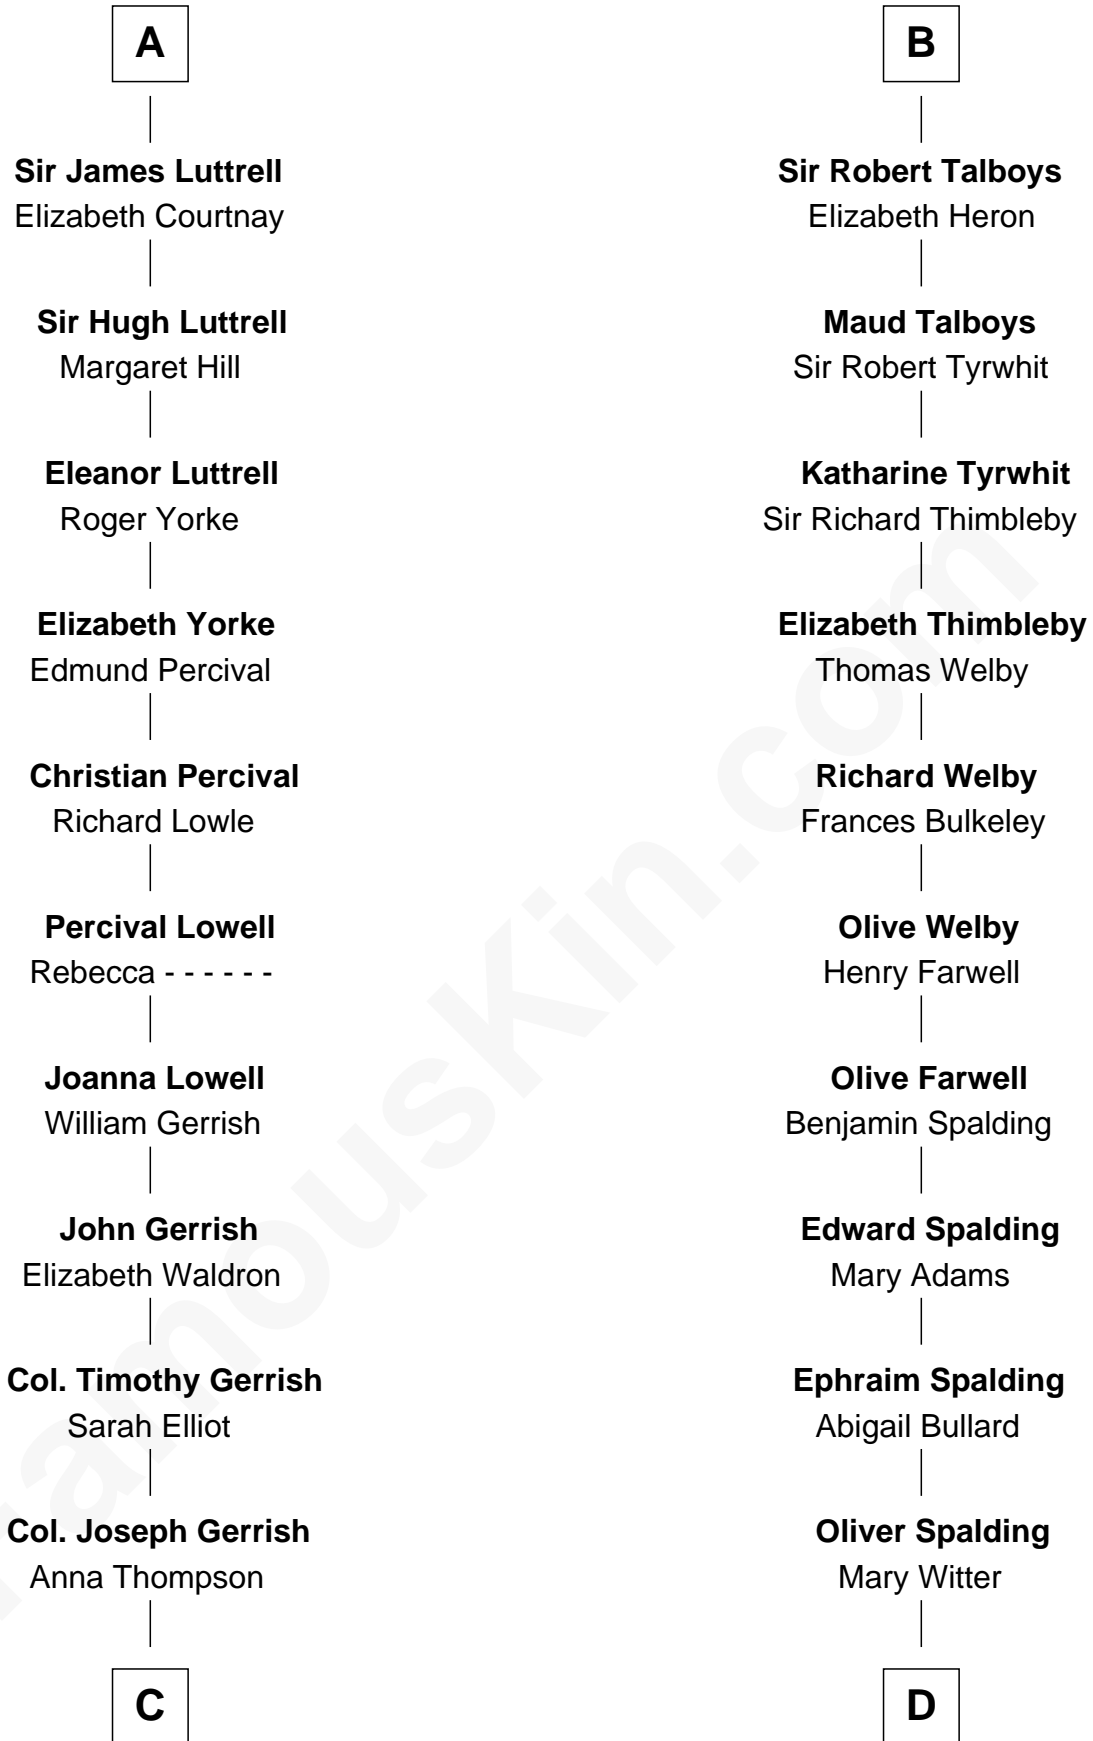 A
Sir James Luttrell
Elizabeth Courtnay
Sir Hugh Luttrell
Margaret Hill
Eleanor Luttrell
Roger Yorke
Elizabeth Yorke
Edmund Percival
Christian Percival
Richard Lowle
Percival Lowell
Rebecca - - - - - -
Joanna Lowell
William Gerrish
John Gerrish
Elizabeth Waldron
Col. Timothy Gerrish
Sarah Elliot
Col. Joseph Gerrish
Anna Thompson
C
B
Sir Robert Talboys
Elizabeth Heron
Maud Talboys
Sir Robert Tyrwhit
Katharine Tyrwhit
Sir Richard Thimbleby
Elizabeth Thimbleby
Thomas Welby
Richard Welby
Frances Bulkeley
Olive Welby
Henry Farwell
Olive Farwell
Benjamin Spalding
Edward Spalding
Mary Adams
Ephraim Spalding
Abigail Bullard
Oliver Spalding
Mary Witter
D
FamousKin.com